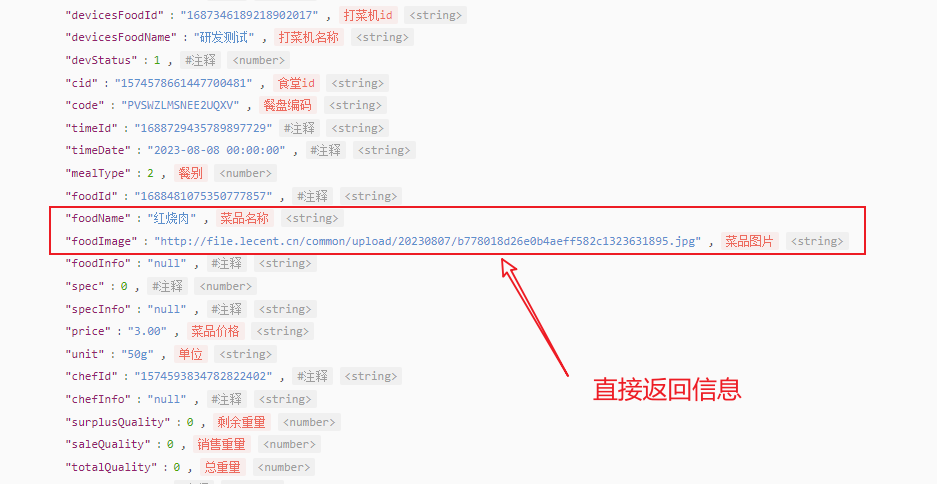 "devicesFoodId" : "1687346189218902017" , 打菜机id <string>
"devicesFoodName" : "研发测试" , 打菜机名称 <string>
"devStatus" : 1 , #注释 <number>
"cid" : "1574578661447700481" , 食堂id <string>
"code" : "PVSWZLMSNEE2UQXV" , 餐盘编码 <string>
"timeId" : "1688729435789897729" #注释 <string>
"timeDate" : "2023-08-08 00:00:00" , #注释 <string>
"mealType" : 2 , 餐别 <number>
"foodId" : "1688481075350777857" , #注释 <string>
"foodName" : "红烧肉" , 菜品名称 <string>
"foodImage" : "http://file.lecent.cn/common/upload/20230807/b778018d26e0b4aeff582c1323631895.jpg" , 菜品图片 <string>
"foodInfo" : "null" , #注释 <string>
"spec" : 0 , #注释 <number>
"specInfo" : "null" , #注释 <string>
"price" : "3.00" , 菜品价格 <string>
"unit" : "50g" , 单位 <string>
"chefId" : "1574593834782822402" , #注释 <string>
直接返回信息
"chefInfo" : "null" , #注释 <string>
"surplusQuality" : 0 , 剩余重量 <number>
"saleQuality" : 0 , 销售重量 <number>
"totalQuality" : 0 , 总重量 <number>